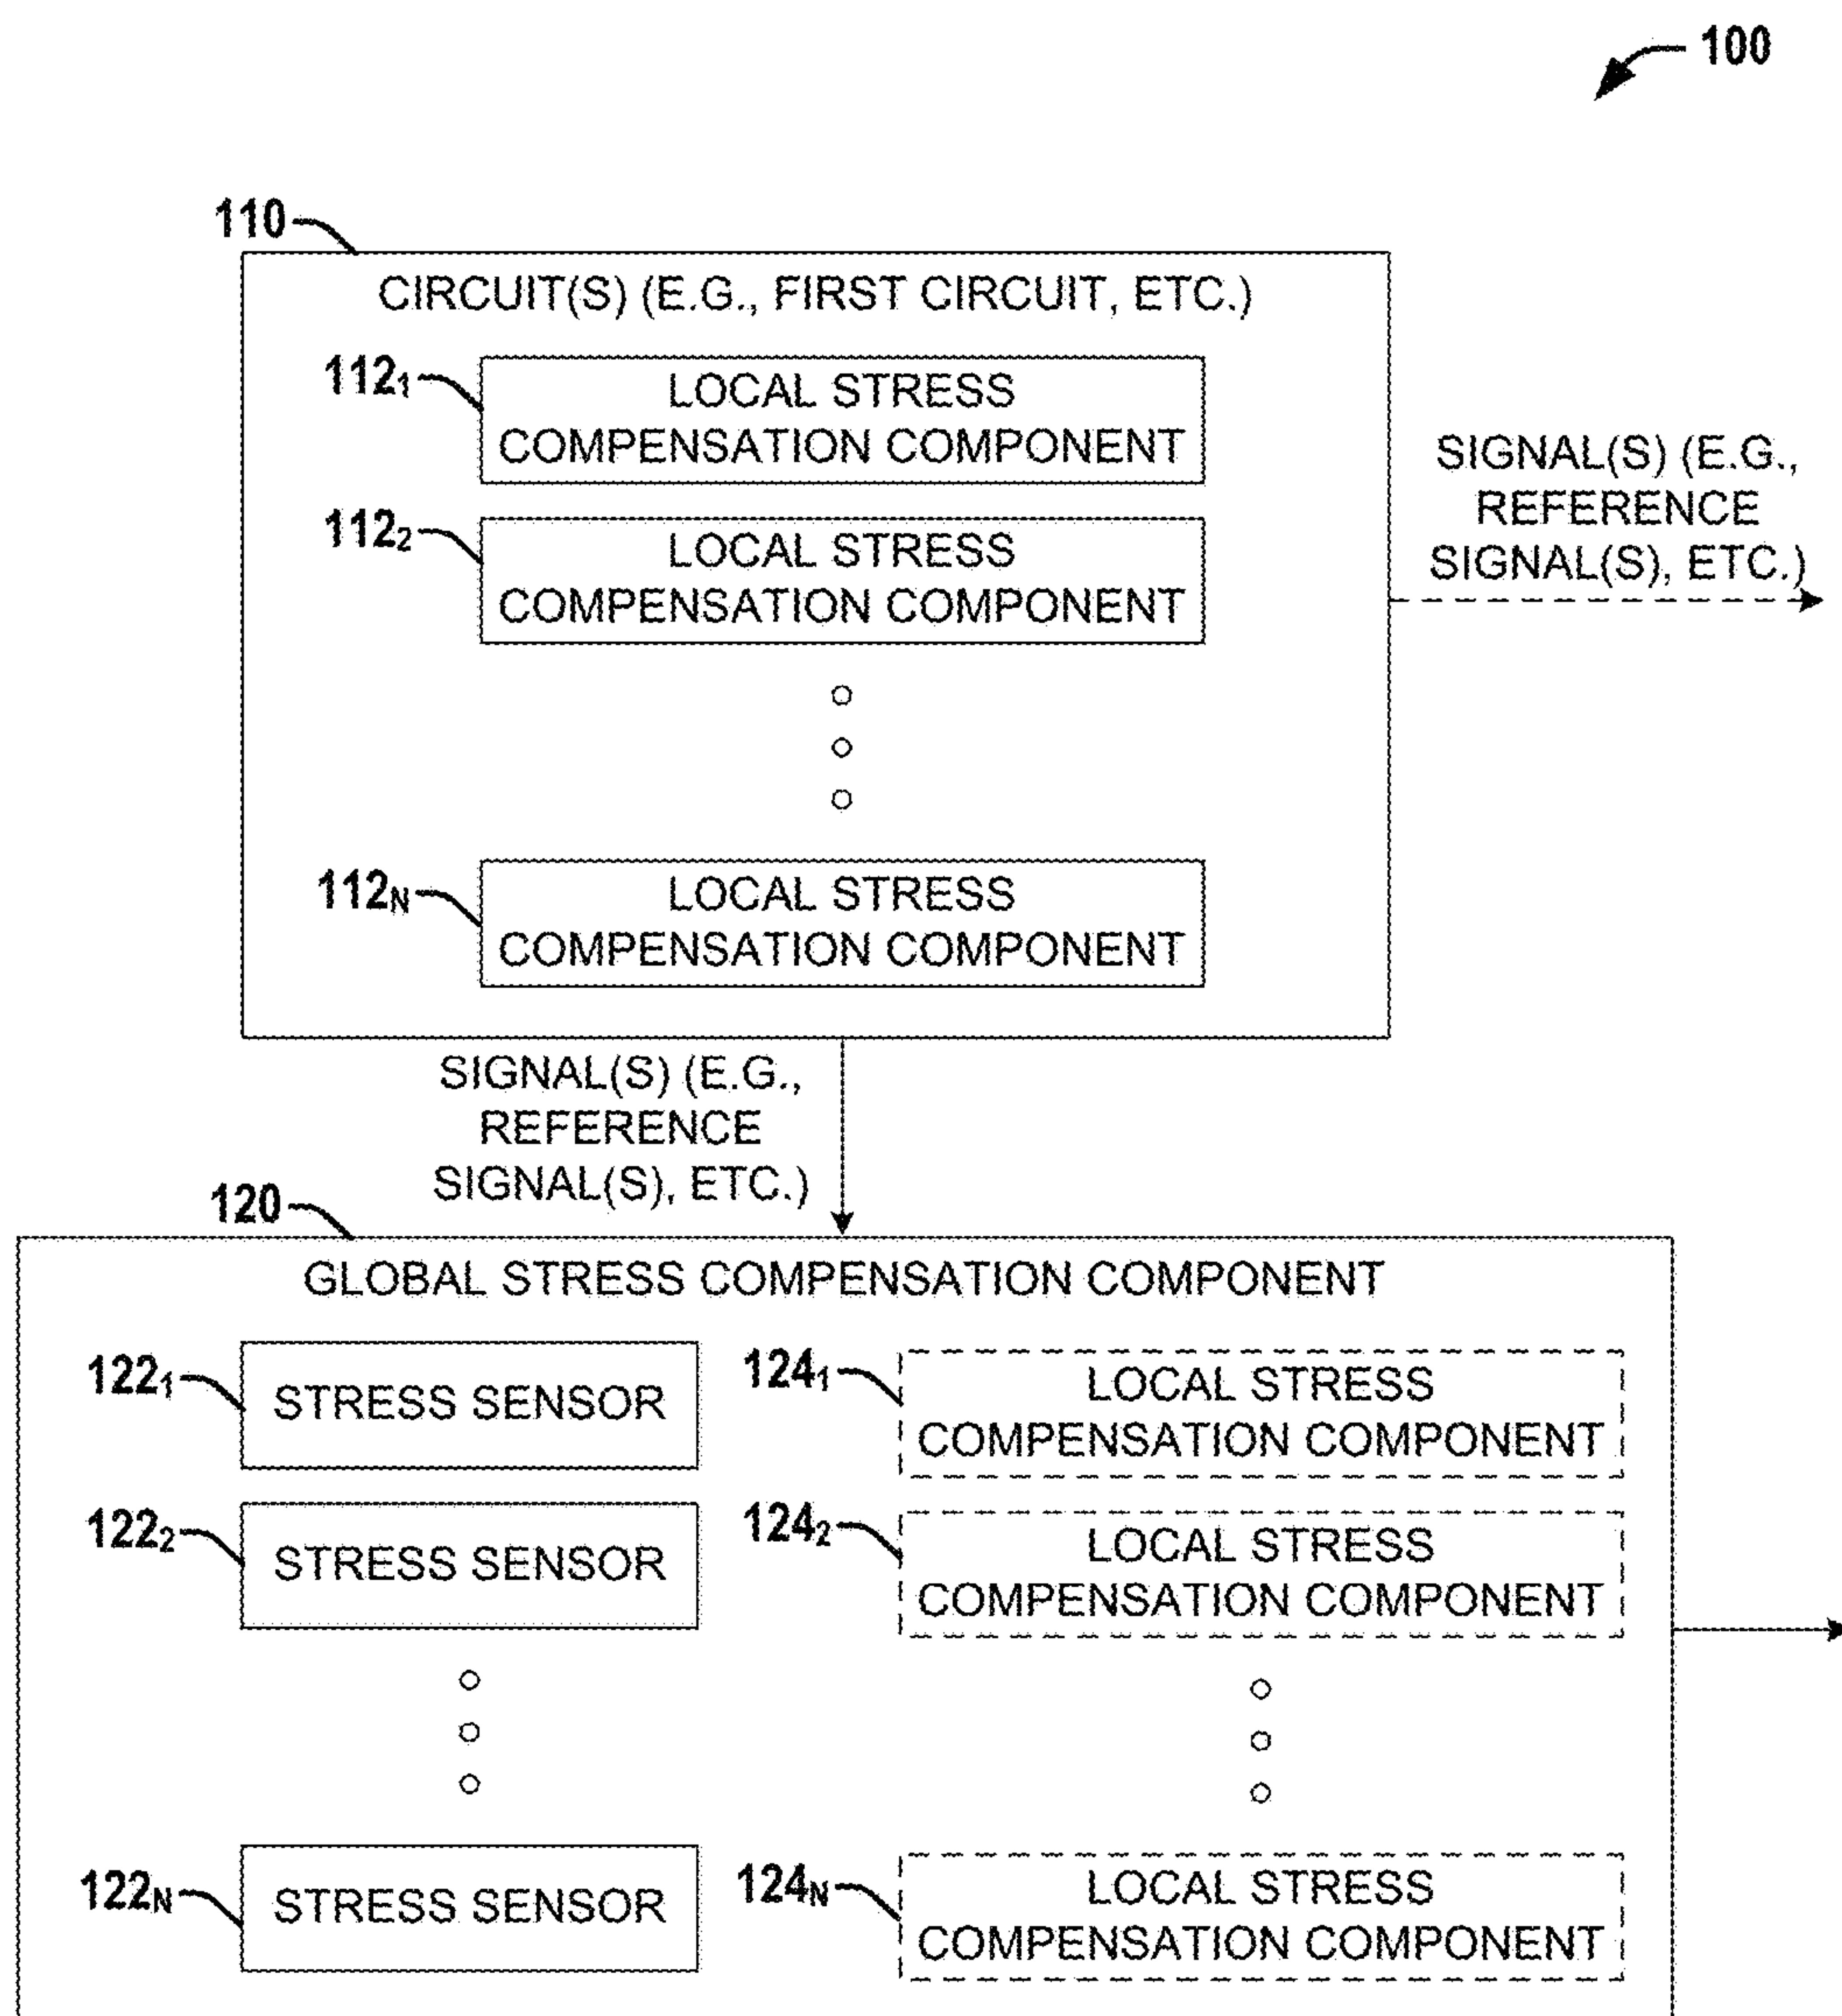 100
110
CIRCUIT(S) (E.G., FIRST CIRCUIT, ETC.)
112₁
LOCAL STRESS
COMPENSATION COMPONENT
112₂
LOCAL STRESS
COMPENSATION COMPONENT
112N
LOCAL STRESS
COMPENSATION COMPONENT
SIGNAL(S) (E.G.,
REFERENCE
SIGNAL(S), ETC.)
SIGNAL(S) (E.G.,
REFERENCE
SIGNAL(S), ETC.)
120
GLOBAL STRESS COMPENSATION COMPONENT
122₁
STRESS SENSOR
122₂
STRESS SENSOR
122N
STRESS SENSOR
124₁
LOCAL STRESS
COMPENSATION COMPONENT
124₂
LOCAL STRESS
COMPENSATION COMPONENT
124N
LOCAL STRESS
COMPENSATION COMPONENT